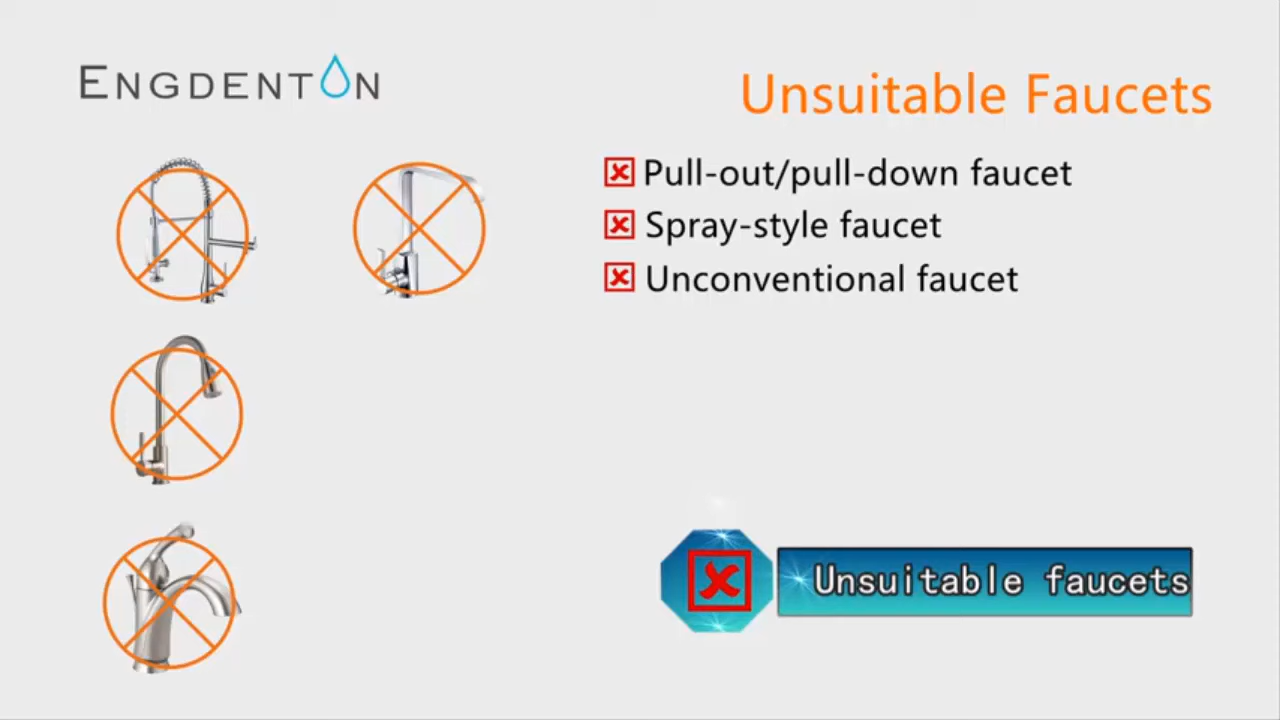 ENGDENTON
Unsuitable Faucets
Pull-out/pull-down faucet
Spray-style faucet
Unconventional faucet
Unsuitable faucets